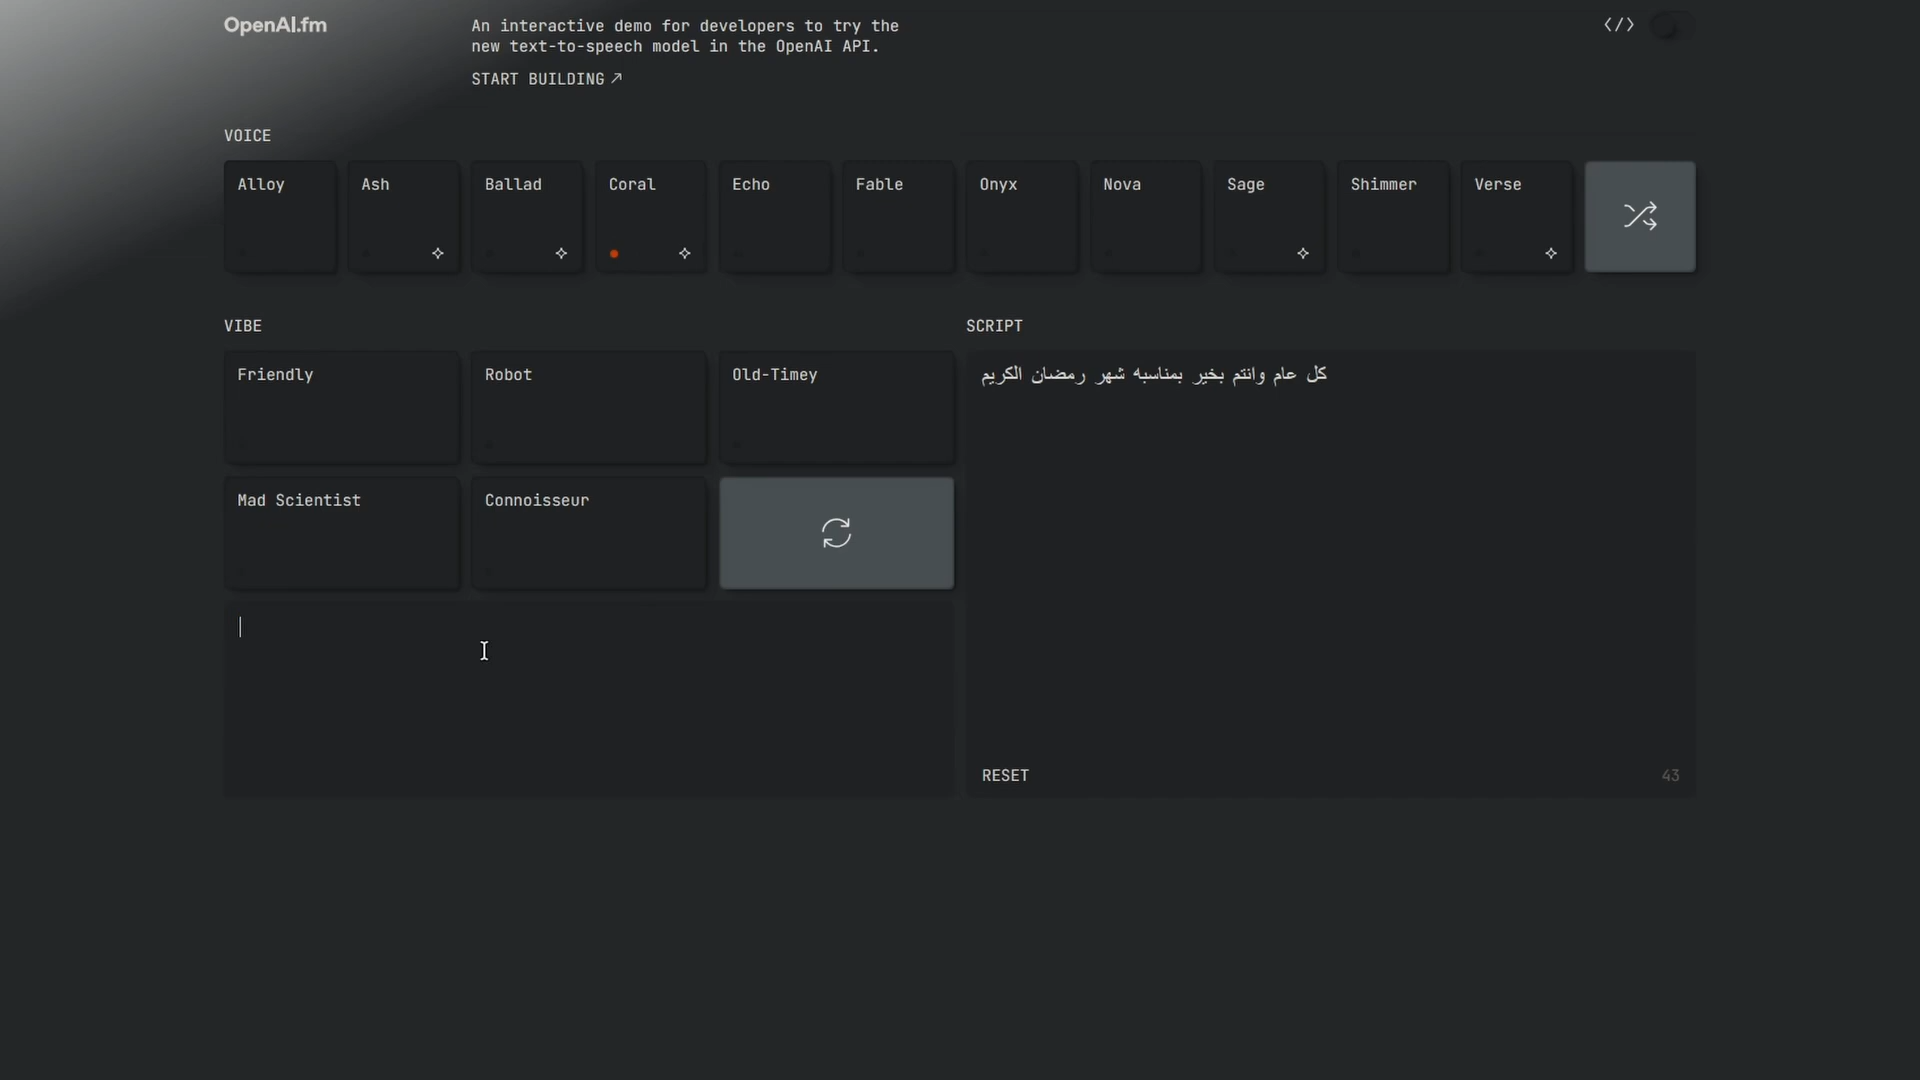 OpenAI.fm
An interactive demo for developers to try the
new text-to-speech model in the OpenAI API.
START BUILDING
VOICE
Alloy
Ash
Ballad
Coral
Echo
Fable
Onyx
Nova
Sage
Shimmer
Verse
VIBE
Friendly
Robot
Old-Timey
Mad Scientist
Connoisseur
SCRIPT
كل عام وانتم بخير بمناسبه شهر رمضان الكريم
RESET
43